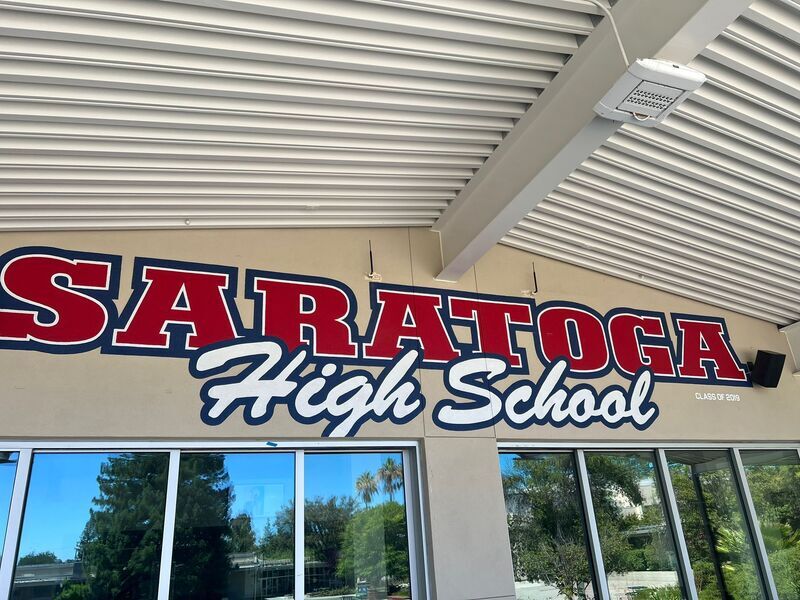 SARATOGA
High School
CLASS OF 2019